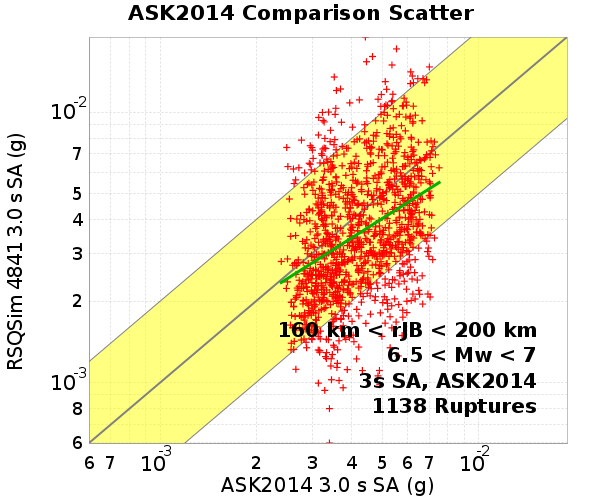 ASK2014 Comparison Scatter
RSQSim 4841 3.0 s SA (g)
10-2
7
5
4
3
2
10-3
8
6
160 km < rJB < 200 km
6.5 < Mw < 7
3s SA, ASK2014
1138 Ruptures
6 7 10-3 2 3 4 5 6 7 10-2
ASK2014 3.0 s SA (g)